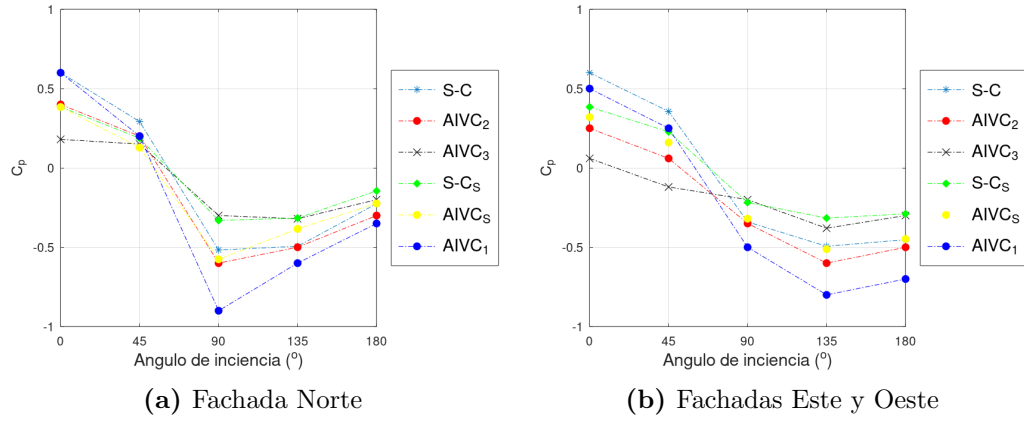 1
0.5
0
-0.5
-1
C_p
0 45 90 135 180
Angulo de inciencia (º)
S-C
AIVC₂
AIVC₃
S-C_S
AIVC_S
AIVC₁
(a) Fachada Norte
1
0.5
0
-0.5
-1
C_p
0 45 90 135 180
Angulo de inciencia (º)
S-C
AIVC₂
AIVC₃
S-C_S
AIVC_S
AIVC₁
(b) Fachadas Este y Oeste